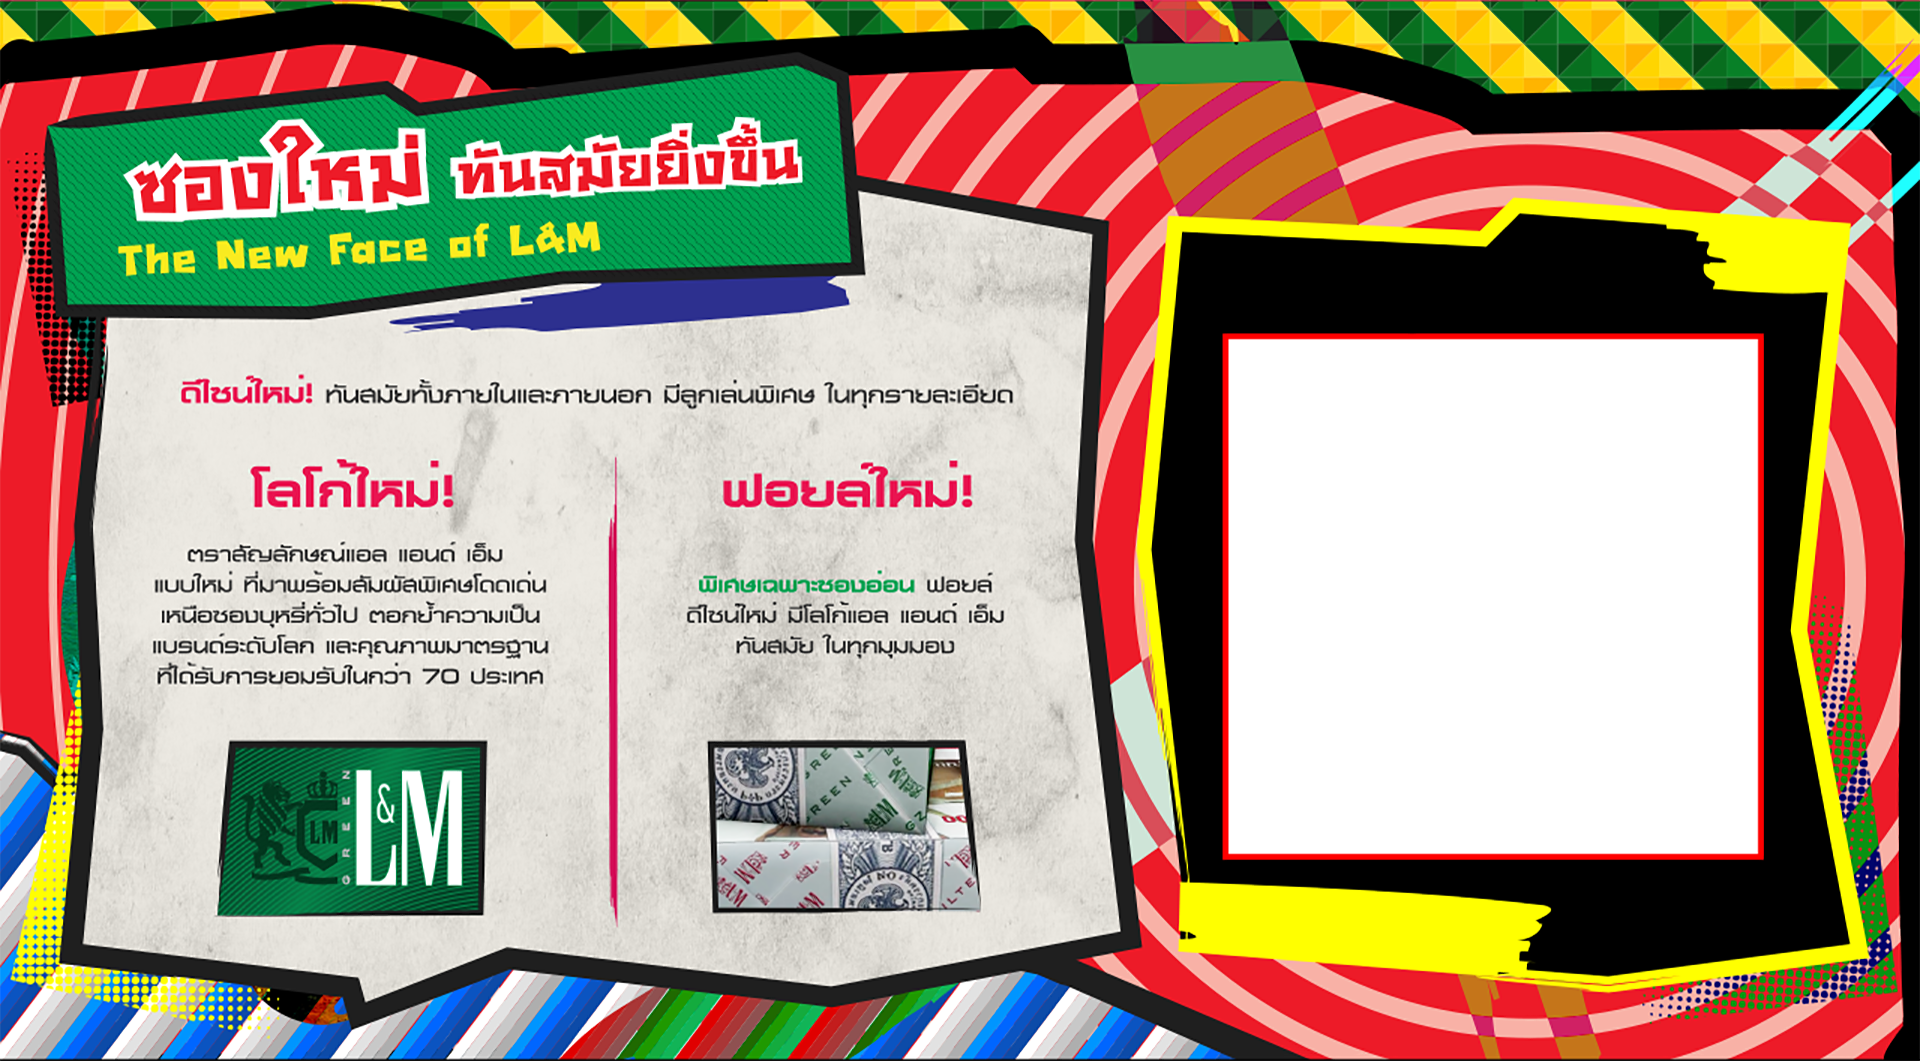 ซองใหม่ ทันสมัยยิ่งขึ้น
The New Face of L&M
ดีไซน์ใหม่! ทันสมัยทั้งภายในและภายนอก มีลูกเล่นพิเศษ ในทุกรายละเอียด
โลโก้ใหม่!
ตราสัญลักษณ์แอล แอนด์ เอ็ม
แบบใหม่ ที่มาพร้อมสัมผัสพิเศษโดดเด่น
เหนือซองบุหรี่ทั่วไป ตอกย้ำความเป็น
แบรนด์ระดับโลก และคุณภาพมาตรฐาน
ที่ได้รับการยอมรับในกว่า 70 ประเทศ
LM
GREEN
L&M
ฟอยล์ใหม่!
พิเศษเฉพาะซองอ่อน ฟอยล์
ดีไซน์ใหม่ มีโลโก้แอล แอนด์ เอ็ม
ทันสมัย ในทุกมุมมอง
REEN
L&M
NO